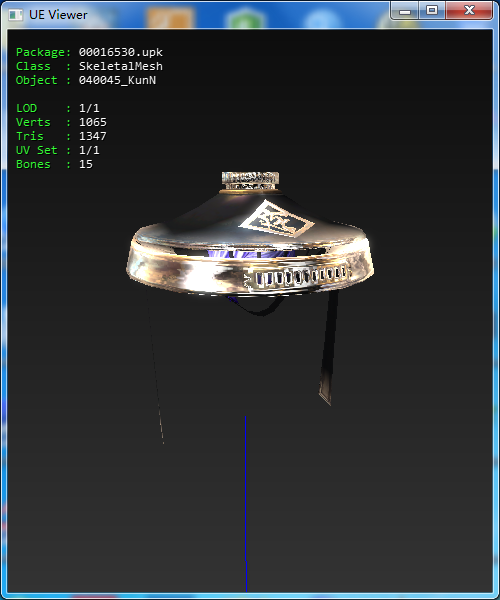 UE Viewer
Package: 00016530.upk
Class : SkeletalMesh
Object : 040045_KunN
LOD : 1/1
Verts : 1065
Tris : 1347
UV Set : 1/1
Bones : 15